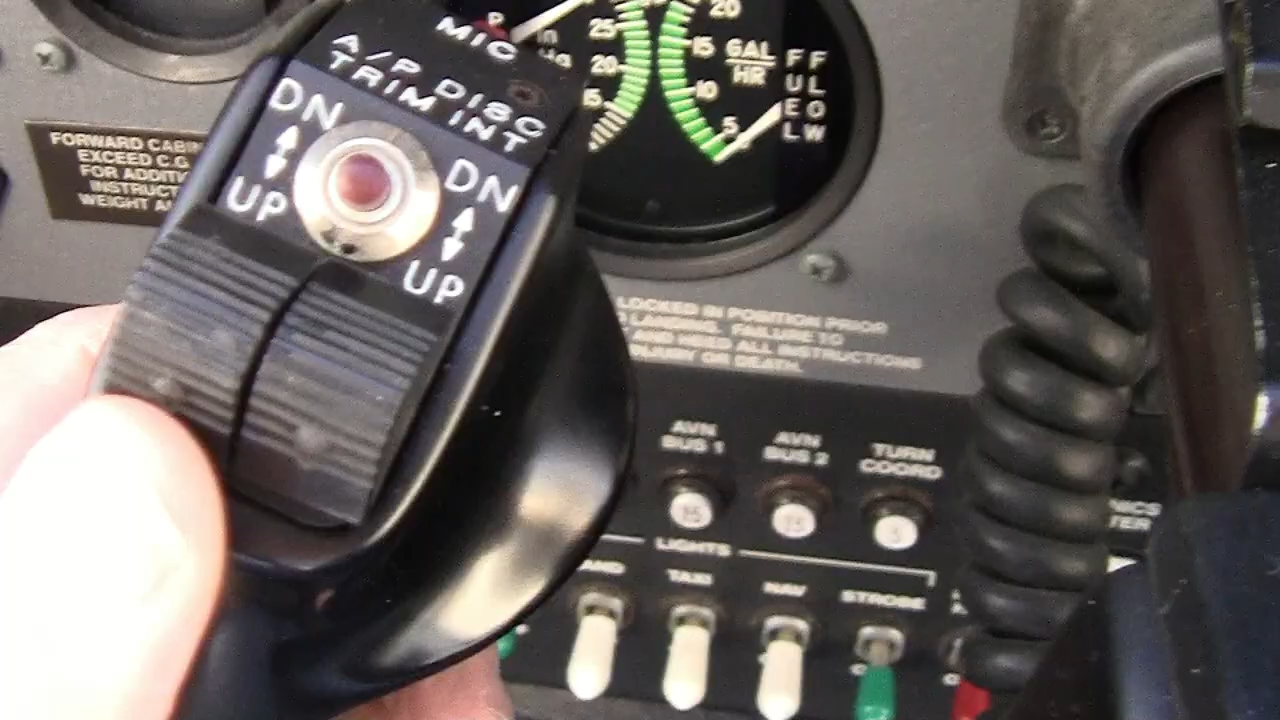 MIC
A/P DISC
TRIM INT
DN
UP
DN
UP
25
20
15
20
15
10
5
GAL
HR
FUEL
FLOW
FORWARD CABIN
EXCEED C.G.
FOR
INSTRUCT
WEIGHT
LOCKED IN POSITION PRIOR
LANDING. FAILURE TO
AND HEED ALL INSTRUCTIONS
INJURY OR DEATH.
AVN
BUS 1
AVN
BUS 2
TURN
COORD
15
15
5
LIGHTS
TAXI
NAV
STROBE